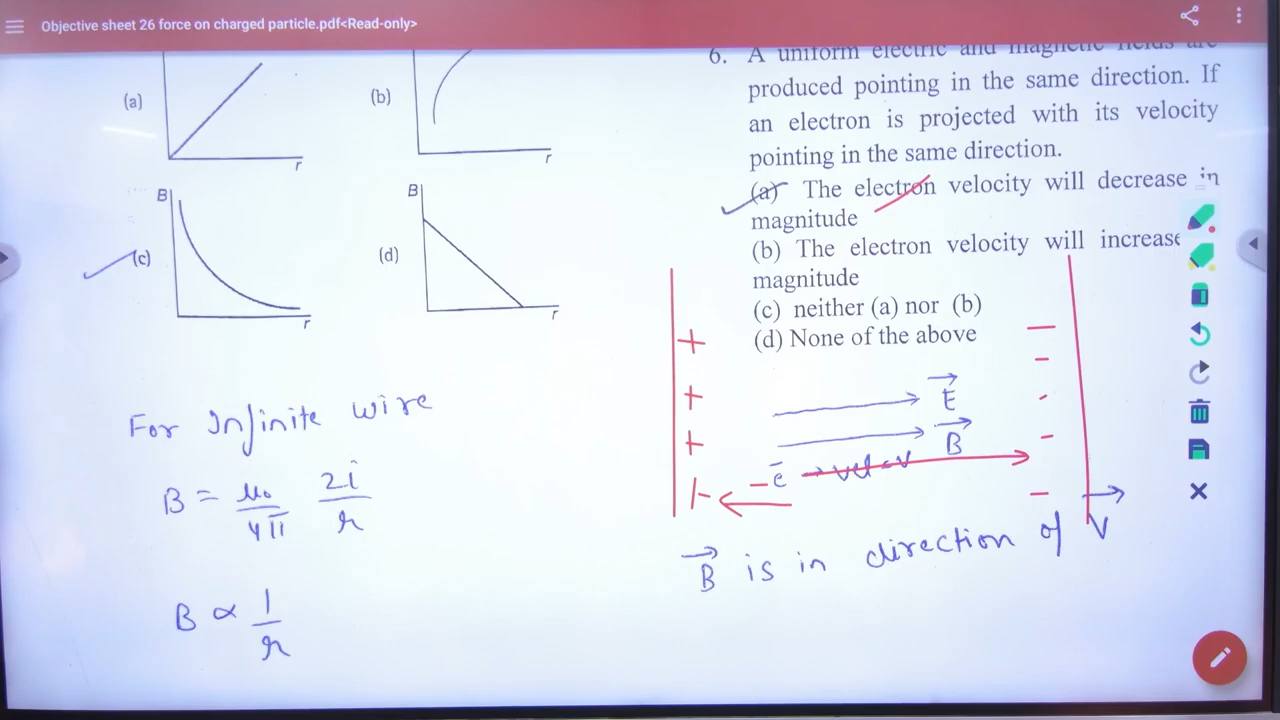 Objective sheet 26 force on charged particle.pdf<Read-only>
(a)
r
(b)
r
B
(c)
r
B
(d)
r
For Infinite wire
B = μ₀/4π 2i/r
B ∝ 1/r
6. A uniform electric and magnetic fields are
produced pointing in the same direction. If
an electron is projected with its velocity
pointing in the same direction.
(a) The electron velocity will decrease in
magnitude
(b) The electron velocity will increase
magnitude
(c) neither (a) nor (b)
(d) None of the above
+
+
+
+
E
B
e → vel = v
B is in direction of V